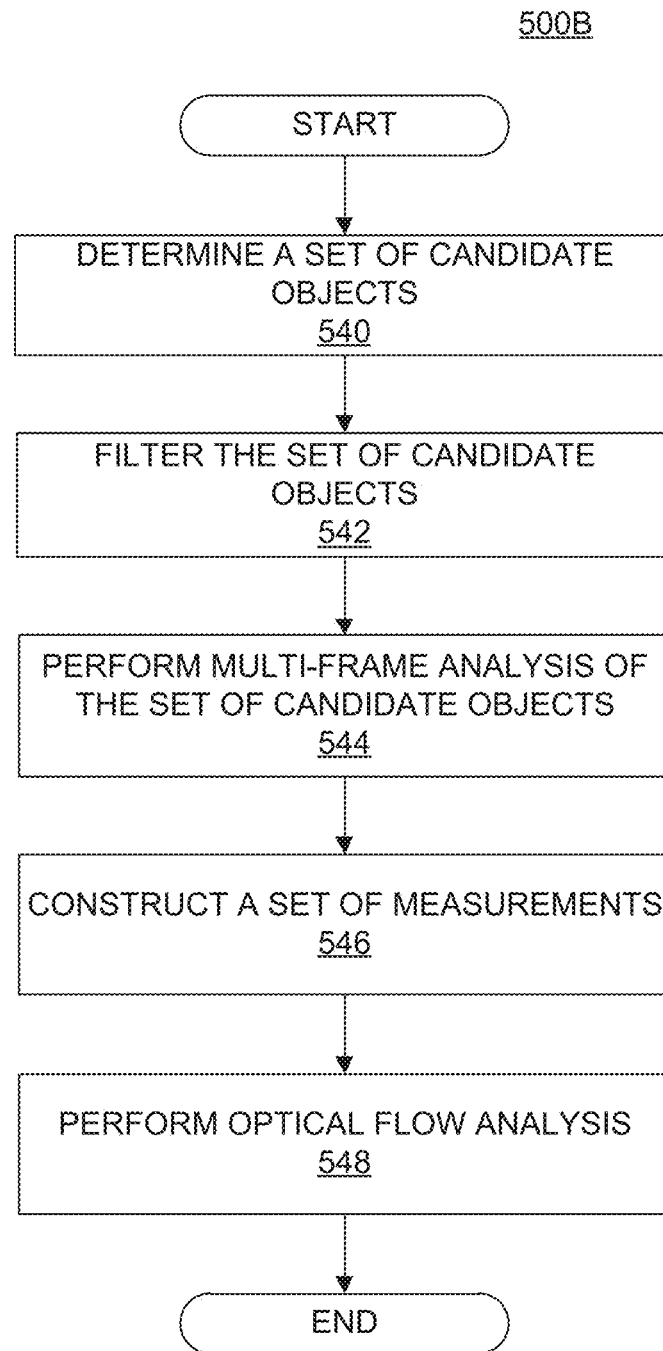 500B
START
DETERMINE A SET OF CANDIDATE
OBJECTS
540
FILTER THE SET OF CANDIDATE
OBJECTS
542
PERFORM MULTI-FRAME ANALYSIS OF
THE SET OF CANDIDATE OBJECTS
544
CONSTRUCT A SET OF MEASUREMENTS
546
PERFORM OPTICAL FLOW ANALYSIS
548
END